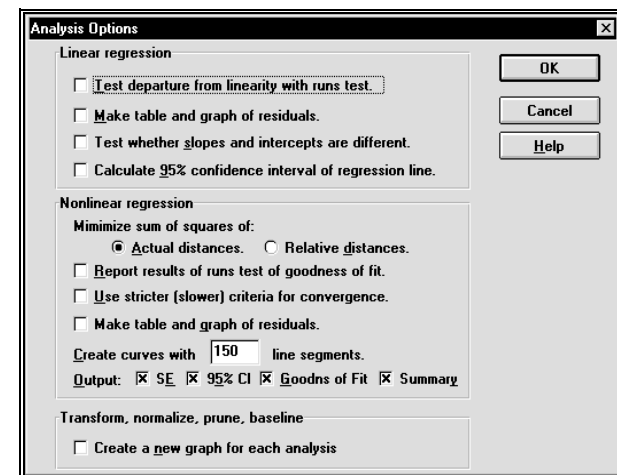 Analysis Options
Linear regression
Test departure from linearity with runs test.
Make table and graph of residuals.
Test whether slopes and intercepts are different.
Calculate 95% confidence interval of regression line.
OK
Cancel
Help
Nonlinear regression
Mimimize sum of squares of:
Actual distances. Relative distances.
Report results of runs test of goodness of fit.
Use stricter (slower) criteria for convergence.
Make table and graph of residuals.
Create curves with 150 line segments.
Output: SE 95% CI Goodns of Fit Summary
Transform, normalize, prune, baseline
Create a new graph for each analysis